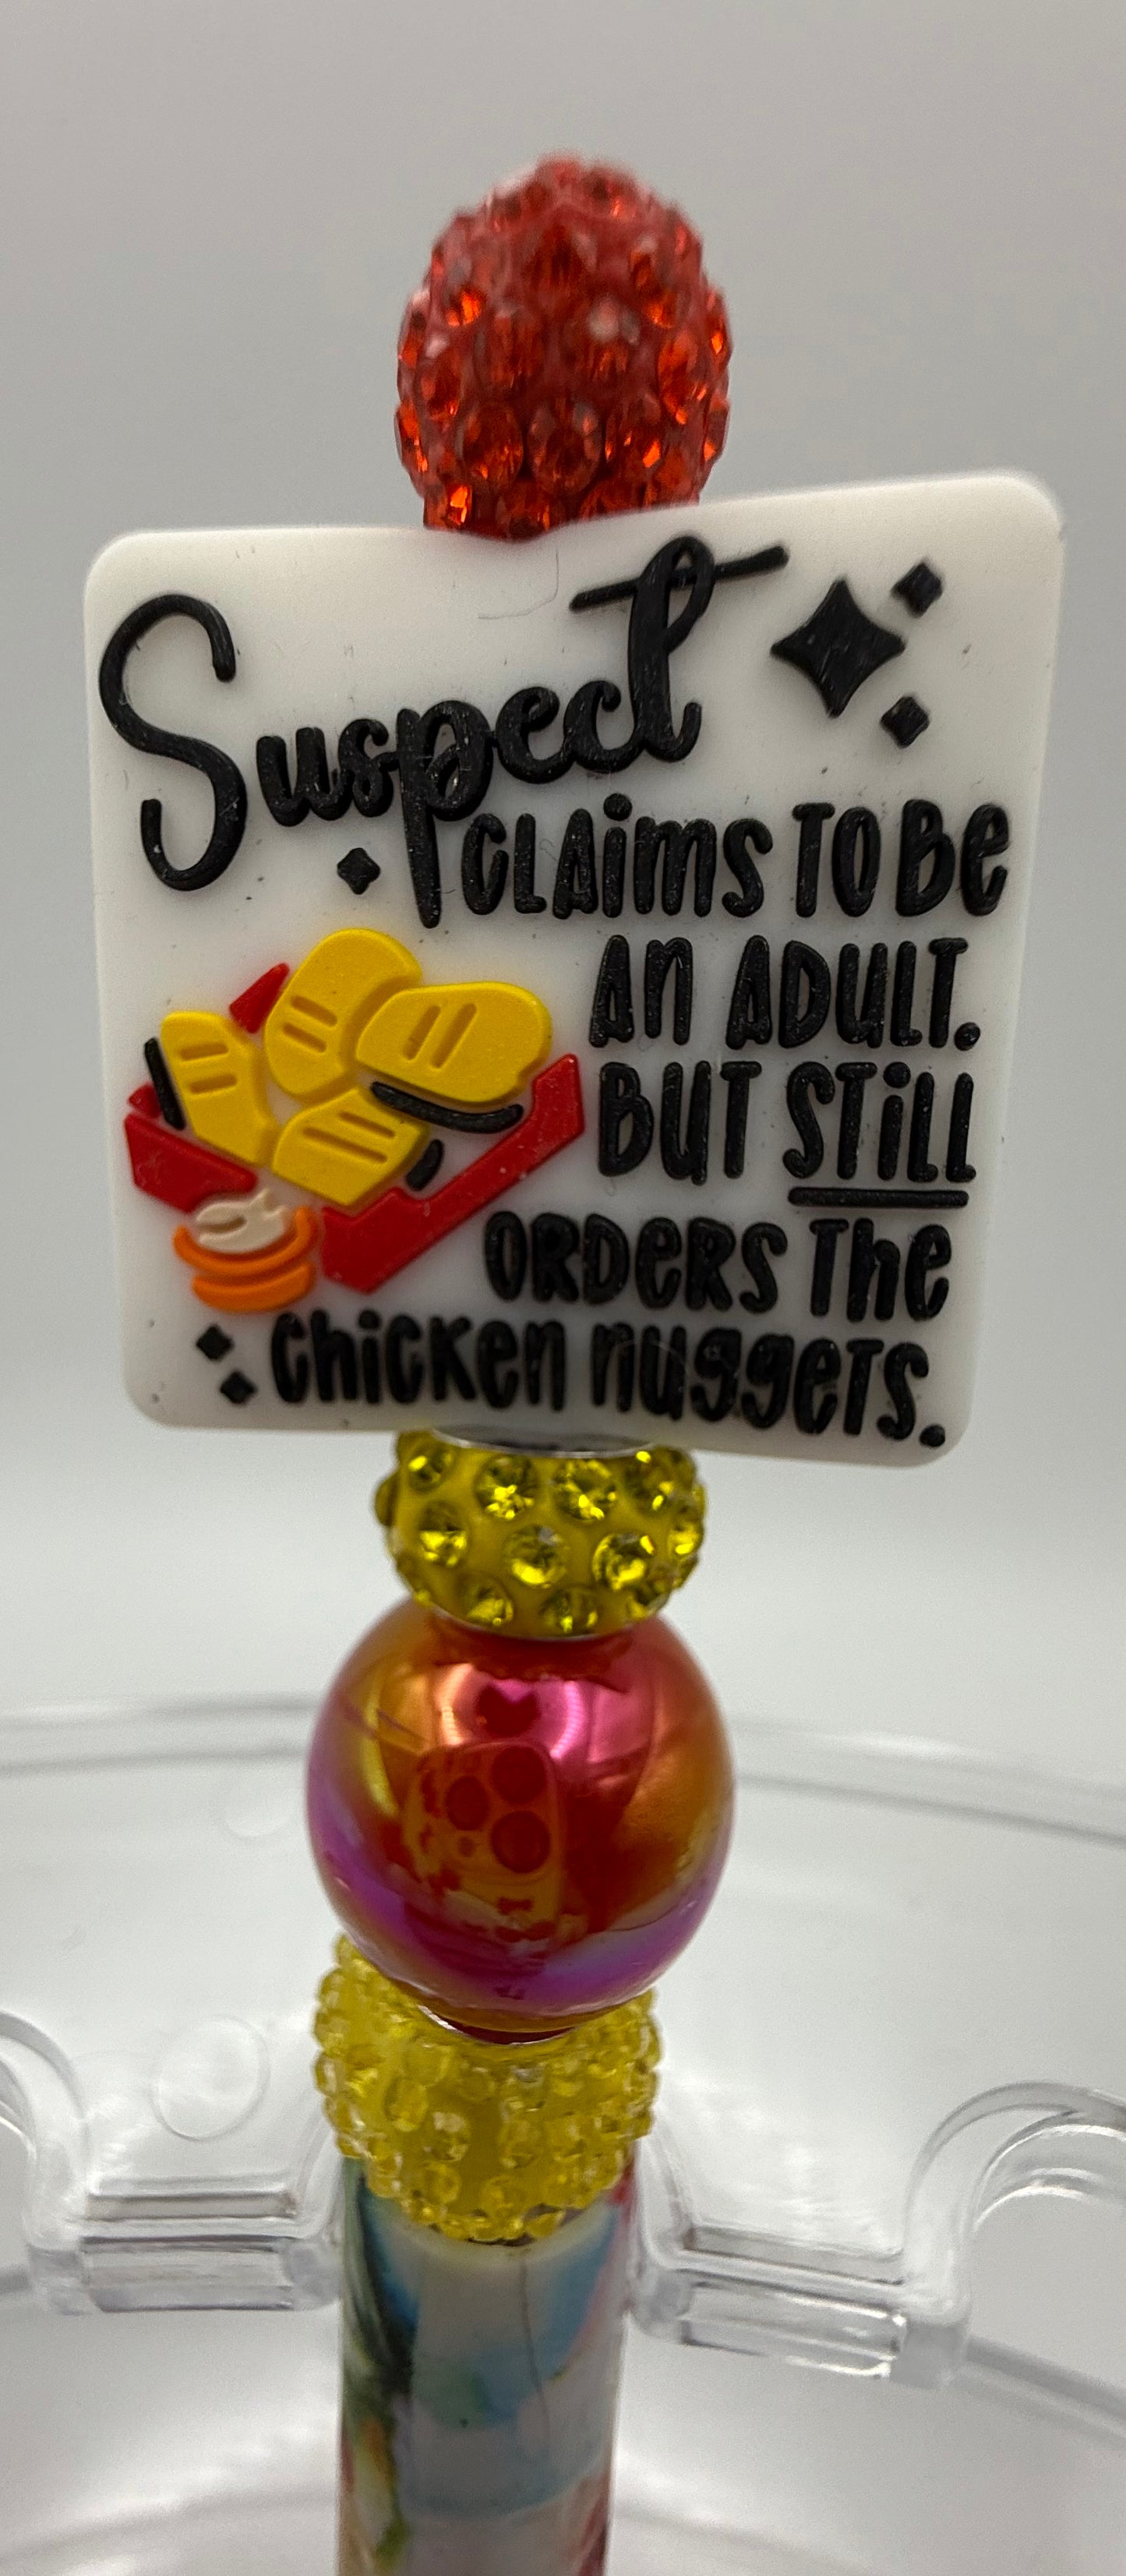 Suspect
CLAims TO Be
An ADULT.
BUT STiLL
ORDeRS The
chicken nuggeTs.